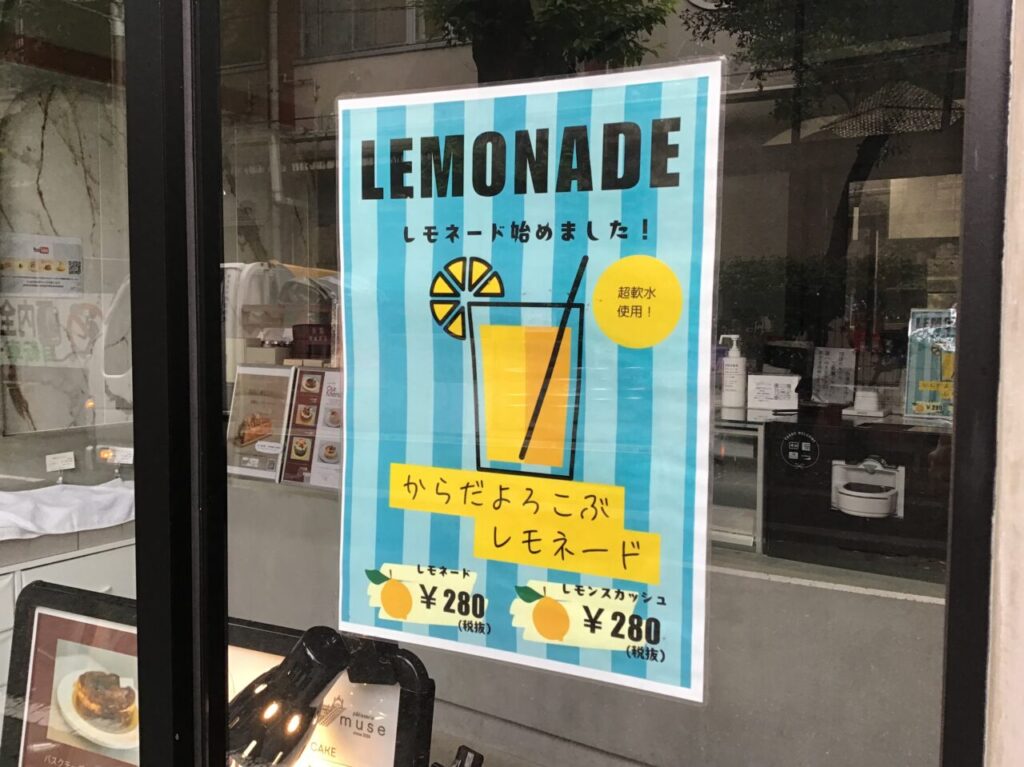 LEMONADE
レモネード始めました！
超軟水
使用！
からだよろこぶ
レモネード
レモネード
¥280
(税抜)
レモンスカッシュ
¥280
(税抜)
muse
CAKE
¥280